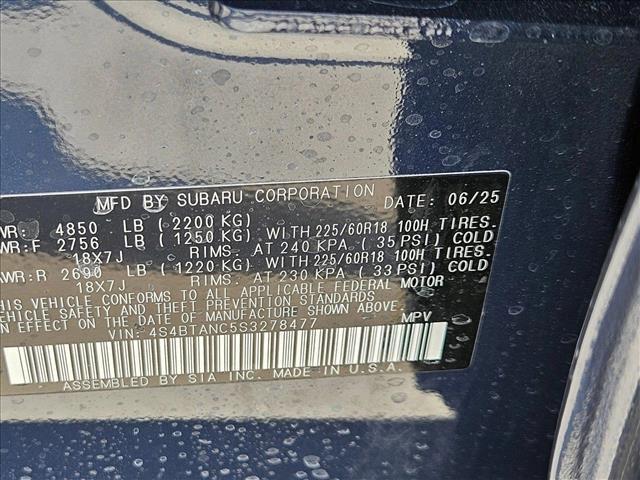 MFD BY SUBARU CORPORATION DATE: 06/25
WR: 4850 LB (2200 KG)
WR:F 2756 LB (1250 KG) WITH 225/60R18 100H TIRES.
18X7J RIMS. AT 240 KPA (35 PSI) COLD
AWR:R 2690 LB (1220 KG) WITH 225/60R18 100H TIRES.
18X7J RIMS. AT 230 KPA (33 PSI) COLD
THIS VEHICLE CONFORMS TO ALL APPLICABLE FEDERAL MOTOR
VEHICLE SAFETY AND THEFT PREVENTION STANDARDS
IN EFFECT ON THE DATE OF MANUFACTURE SHOWN ABOVE.
VIN: 4S4BTANC5S3278477 MPV
ASSEMBLED BY SIA INC. MADE IN U.S.A.